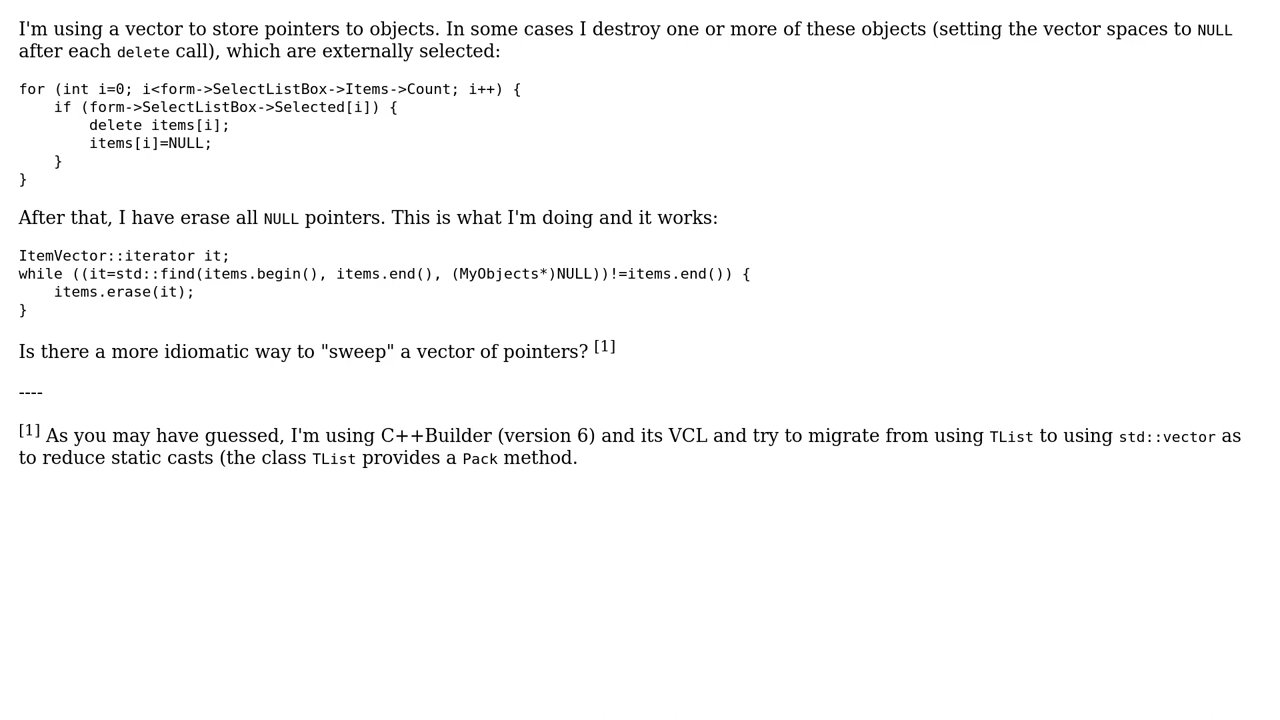 I'm using a vector to store pointers to objects. In some cases I destroy one or more of these objects (setting the vector spaces to NULL
after each delete call), which are externally selected:
for (int i=0; i<form->SelectListBox->Items->Count; i++) {
    if (form->SelectListBox->Selected[i]) {
        delete items[i];
        items[i]=NULL;
    }
}
After that, I have erase all NULL pointers. This is what I'm doing and it works:
ItemVector::iterator it;
while ((it=std::find(items.begin(), items.end(), (MyObjects*)NULL))!=items.end()) {
    items.erase(it);
}
Is there a more idiomatic way to "sweep" a vector of pointers? [1]
----
[1] As you may have guessed, I'm using C++Builder (version 6) and its VCL and try to migrate from using TList to using std::vector as
to reduce static casts (the class TList provides a Pack method.